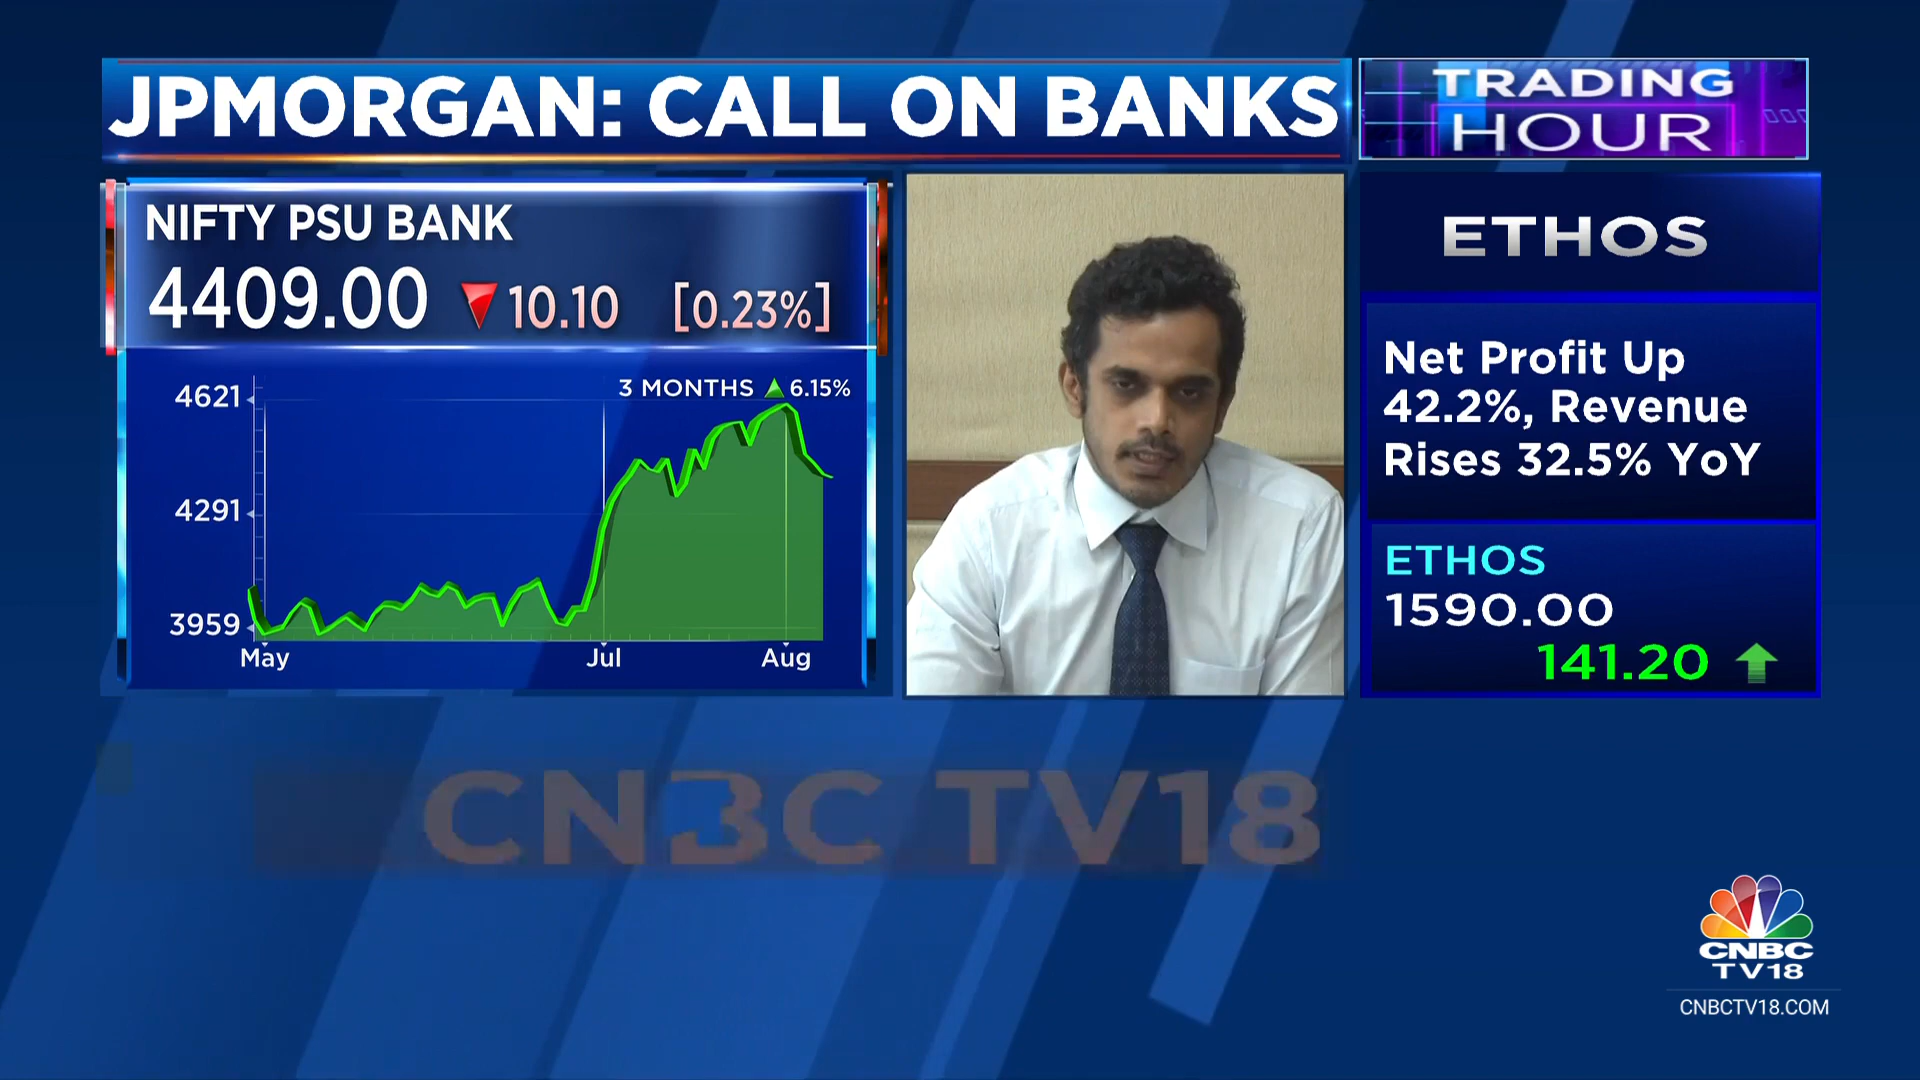 JPMORGAN: CALL ON BANKS
TRADING
HOUR
NIFTY PSU BANK
4409.00 ▼ 10.10 [0.23%]
3 MONTHS ▲ 6.15%
4621
4291
3959
May Jul Aug
ETHOS
Net Profit Up
42.2%, Revenue
Rises 32.5% YoY
ETHOS
1590.00
141.20
CNBC TV18
CNBC
TV18
CNBCTV18.COM